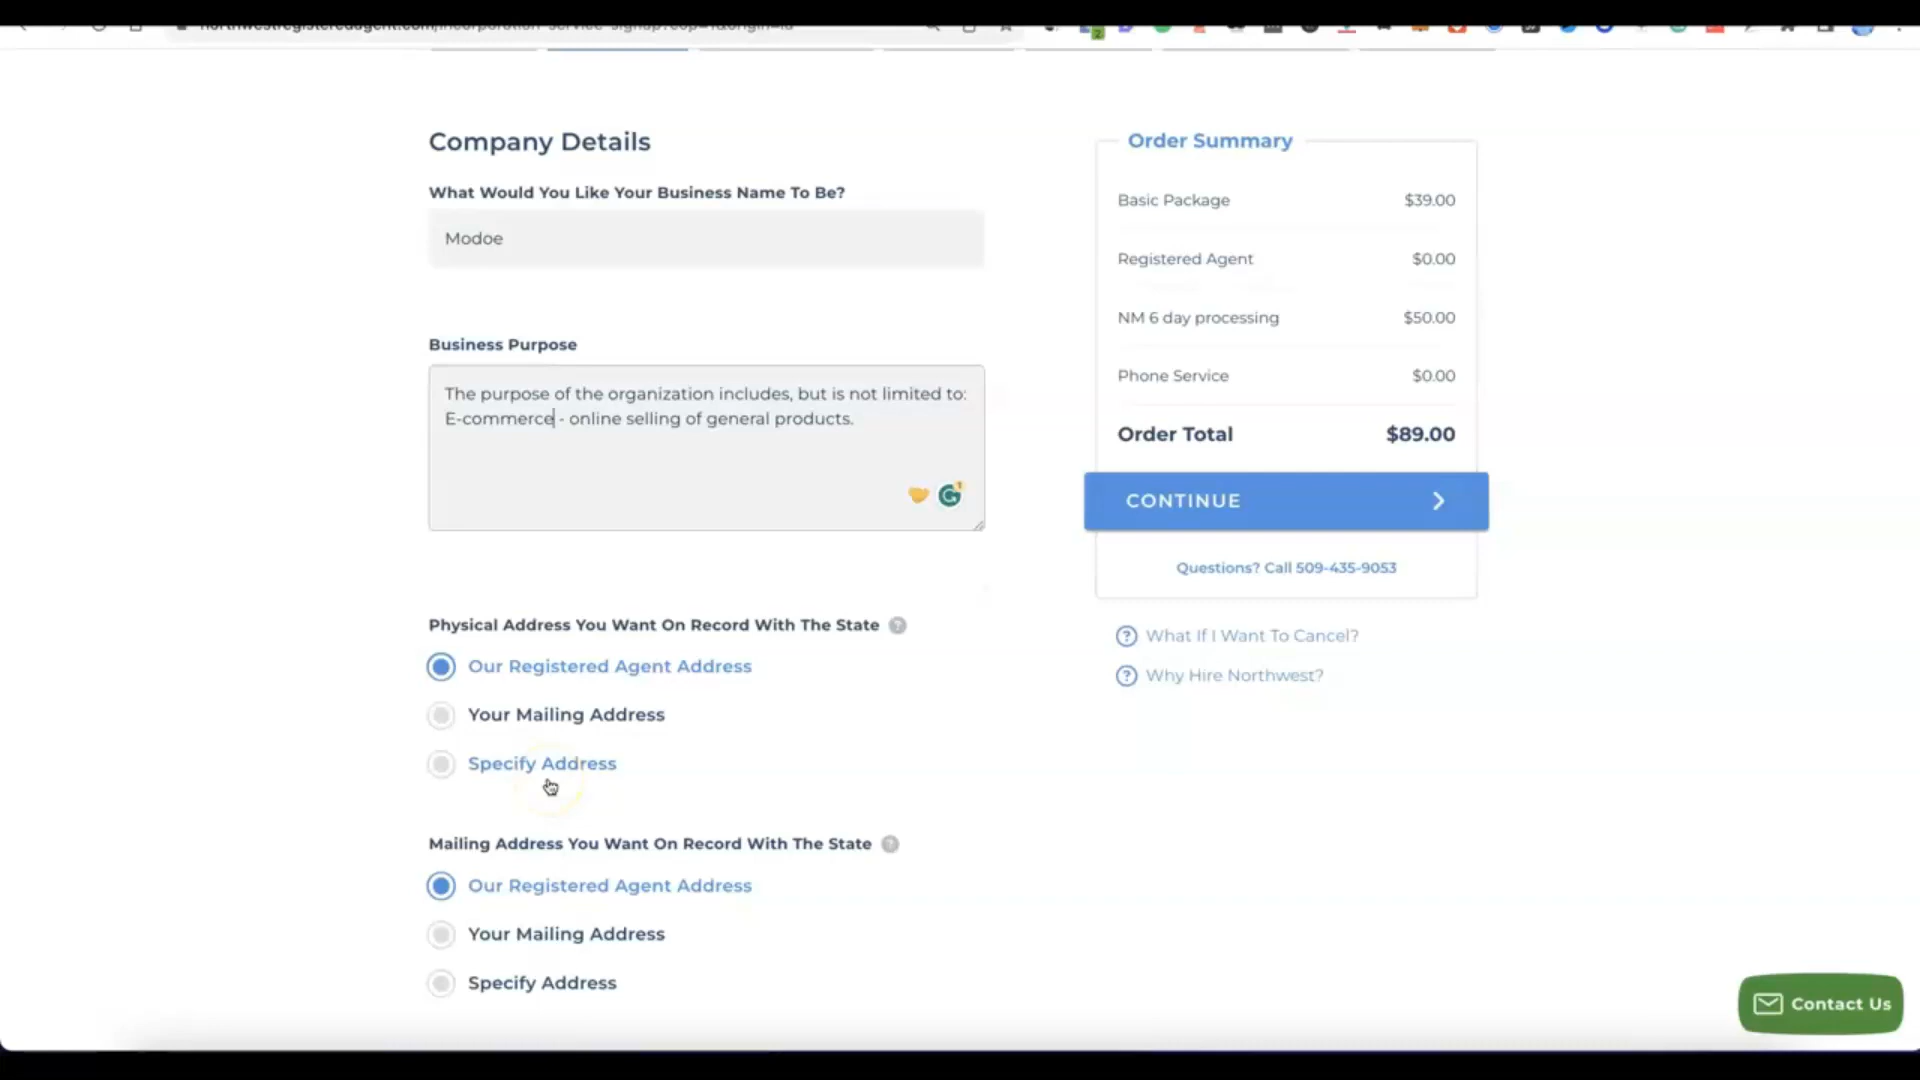 Company Details
What Would You Like Your Business Name To Be?
Modoe
Business Purpose
The purpose of the organization includes, but is not limited to:
E-commerce - online selling of general products.
Physical Address You Want On Record With The State
Our Registered Agent Address
Your Mailing Address
Specify Address
Mailing Address You Want On Record With The State
Our Registered Agent Address
Your Mailing Address
Specify Address
Order Summary
Basic Package $39.00
Registered Agent $0.00
NM 6 day processing $50.00
Phone Service $0.00
Order Total $89.00
CONTINUE
Questions? Call 509-435-9053
What If I Want To Cancel?
Why Hire Northwest?
Contact Us